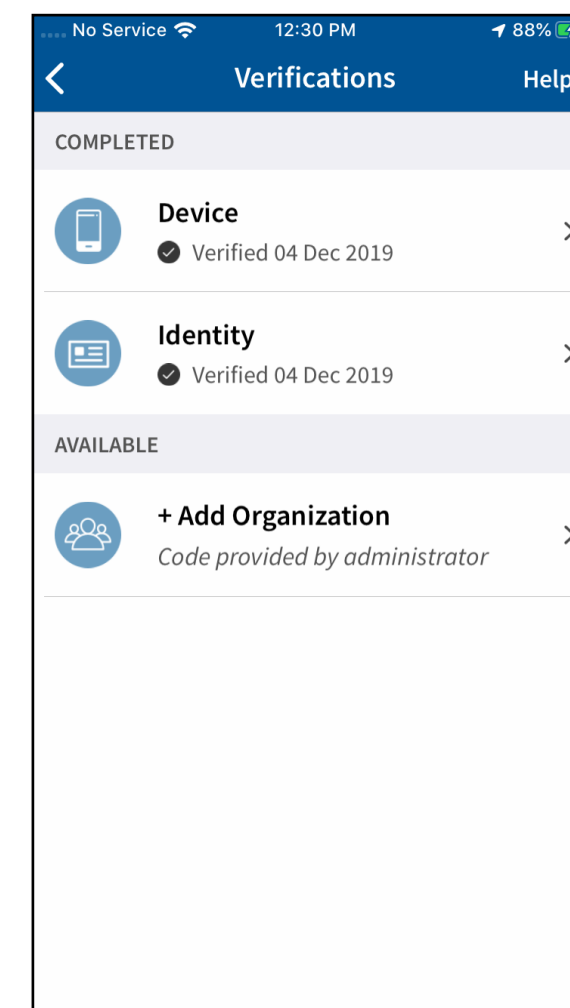 No Service 12:30 PM 88%
Verifications Help
COMPLETED
Device
Verified 04 Dec 2019
Identity
Verified 04 Dec 2019
AVAILABLE
+ Add Organization
Code provided by administrator